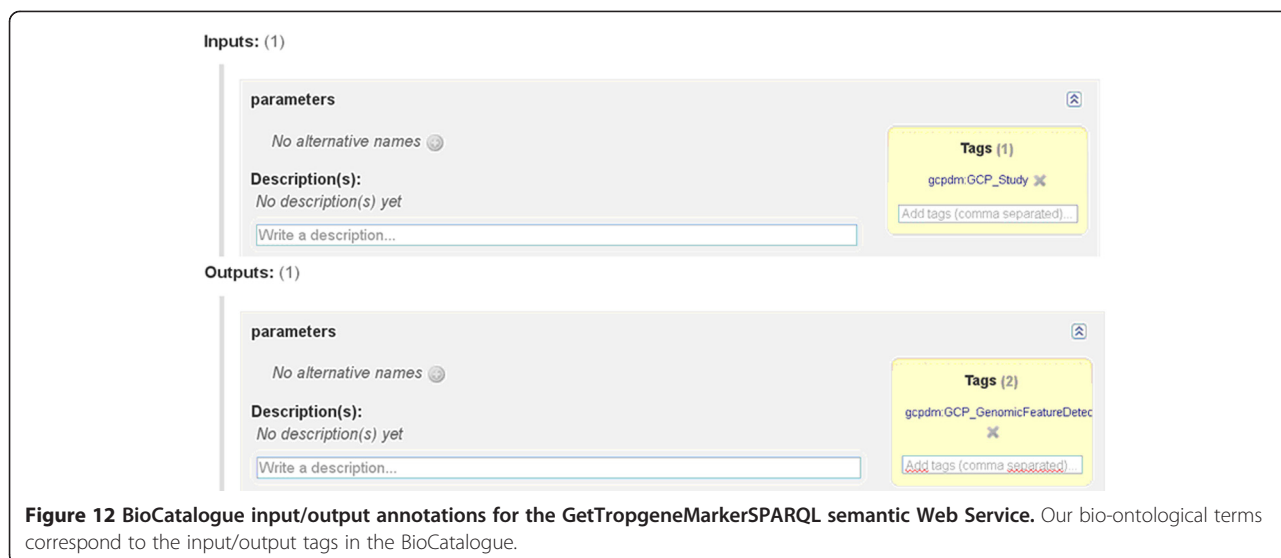 Inputs: (1)
parameters
No alternative names
Tags (1)
gcpdm:GCP_Study
Description(s):
No description(s) yet
Add tags (comma separated)...
Write a description...
Outputs: (1)
parameters
No alternative names
Tags (2)
gcpdm:GCP_GenomicFeatureDetec
Description(s):
No description(s) yet
Add tags (comma separated)...
Write a description...
Figure 12 BioCatalogue input/output annotations for the GetTropgeneMarkerSPARQL semantic Web Service. Our bio-ontological terms
correspond to the input/output tags in the BioCatalogue.